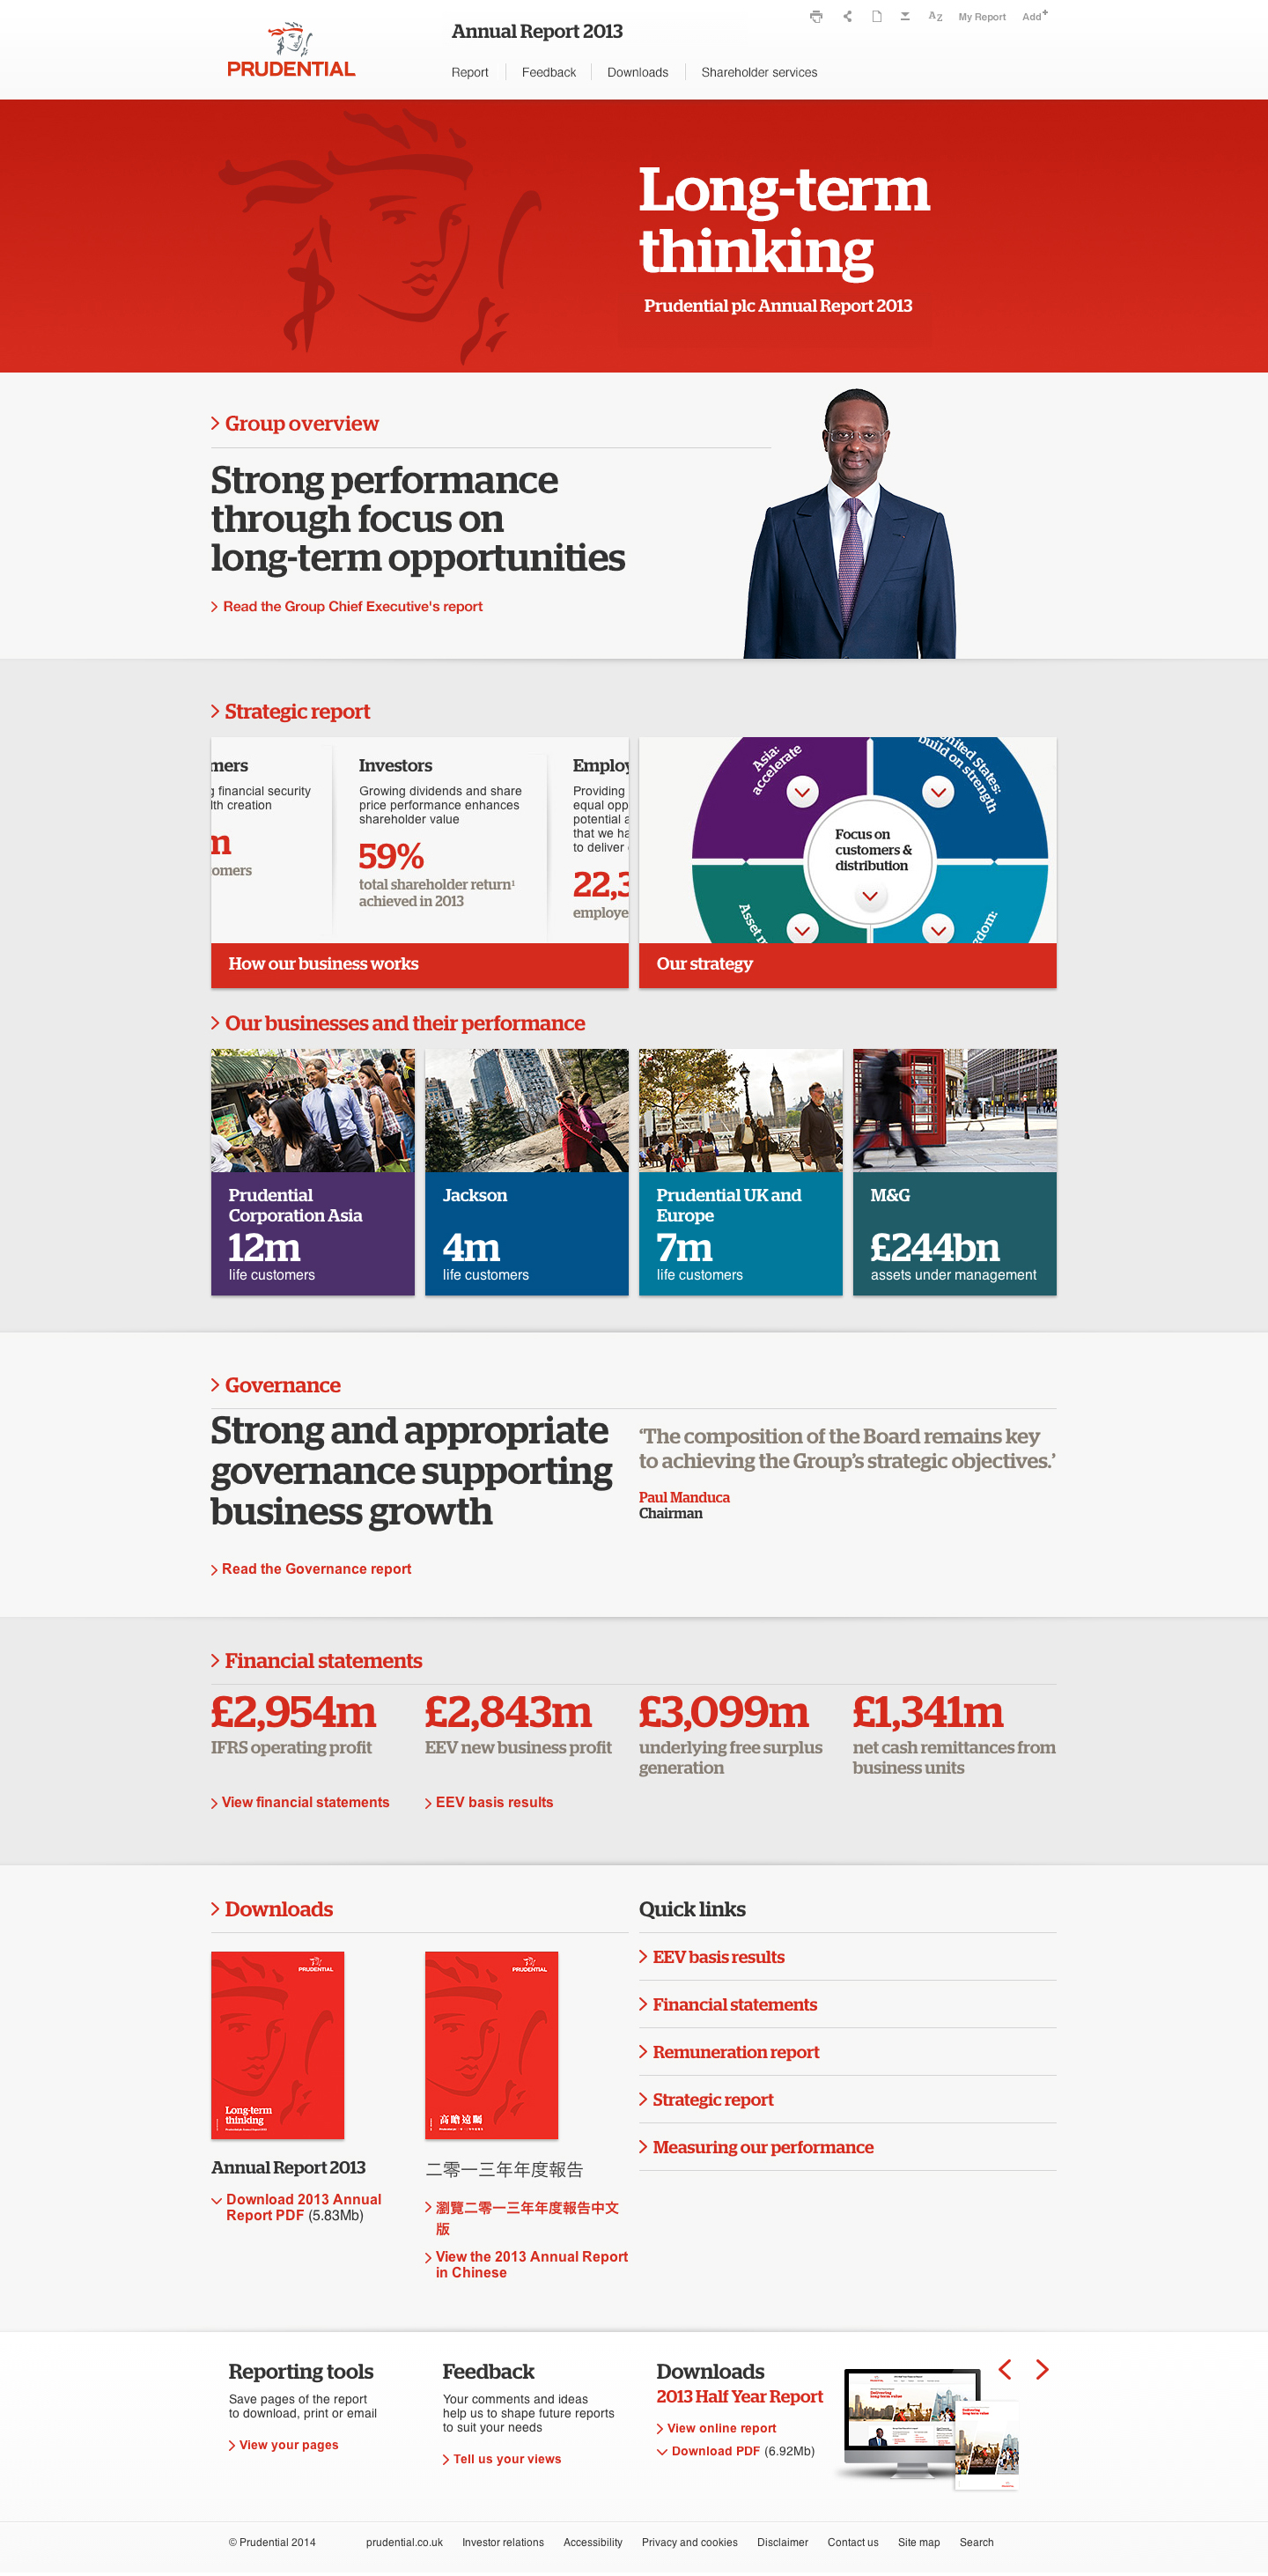 PRUDENTIAL
Annual Report 2013
AZ
My Report
Add+
Report
Feedback
Downloads
Shareholder services
Long-term
thinking
Prudential plc Annual Report 2013
Group overview
Strong performance
through focus on
long-term opportunities
Read the Group Chief Executive's report
Strategic report
mers
g financial security
lth creation
m
omers
Investors
Growing dividends and share
price performance enhances
shareholder value
59%
total shareholder return¹
achieved in 2013
Employ
Providing
equal opp
potential a
that we ha
to deliver
22,3
employe
How our business works
Asia:
accelerate
United States:
build on strength
Focus on
customers &
distribution
Asset m
dom:
Our strategy
Our businesses and their performance
Prudential
Corporation Asia
12m
life customers
Jackson
4m
life customers
Prudential UK and
Europe
7m
life customers
M&G
£244bn
assets under management
Governance
Strong and appropriate
governance supporting
business growth
Read the Governance report
‘The composition of the Board remains key
to achieving the Group’s strategic objectives.’
Paul Manduca
Chairman
Financial statements
£2,954m
IFRS operating profit
£2,843m
EEV new business profit
£3,099m
underlying free surplus
generation
£1,341m
net cash remittances from
business units
View financial statements
EEV basis results
Downloads
PRUDENTIAL
Long-term
thinking
Annual Report 2013
Download 2013 Annual
Report PDF (5.83Mb)
PRUDENTIAL
高瞻遠矚
二零一三年年度報告
瀏覽二零一三年年度報告中文
版
View the 2013 Annual Report
in Chinese
Quick links
EEV basis results
Financial statements
Remuneration report
Strategic report
Measuring our performance
Reporting tools
Save pages of the report
to download, print or email
View your pages
Feedback
Your comments and ideas
help us to shape future reports
to suit your needs
Tell us your views
Downloads
2013 Half Year Report
View online report
Download PDF (6.92Mb)
© Prudential 2014
prudential.co.uk
Investor relations
Accessibility
Privacy and cookies
Disclaimer
Contact us
Site map
Search